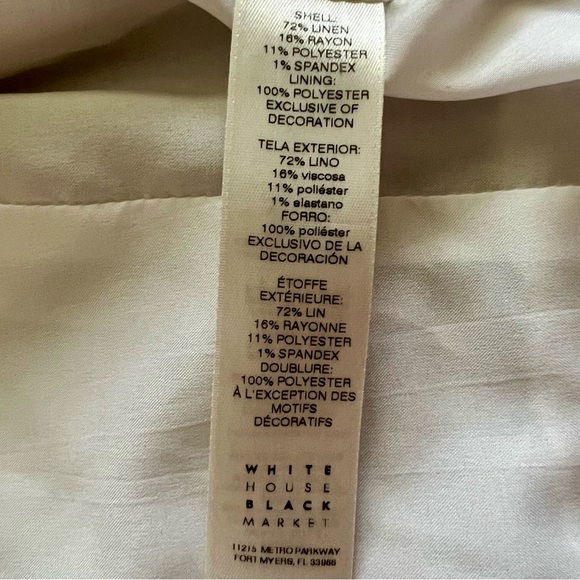 SHELL:
72% LINEN
16% RAYON
11% POLYESTER
1% SPANDEX
LINING:
100% POLYESTER
EXCLUSIVE OF
DECORATION
TELA EXTERIOR:
72% LINO
16% viscosa
11% poliéster
1% elastano
FORRO:
100% poliéster
EXCLUSIVO DE LA
DECORACIÓN
ÉTOFFE
EXTÉRIEURE:
72% LIN
16% RAYONNE
11% POLYESTER
1% SPANDEX
DOUBLURE:
100% POLYESTER
À L'EXCEPTION DES
MOTIFS
DÉCORATIFS
WHITE
HOUSE
BLACK
MARKET
11215 METRO PARKWAY
FORT MYERS, FL 33966